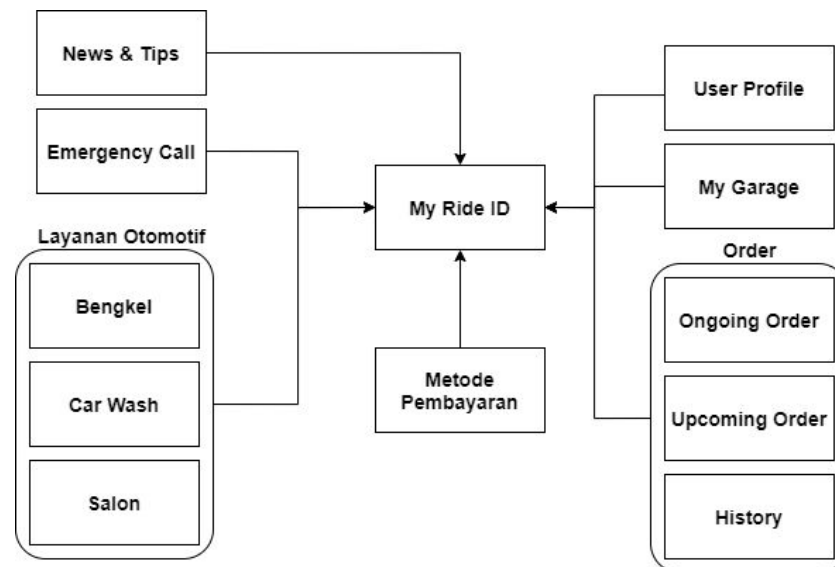 News & Tips
Emergency Call
Layanan Otomotif
Bengkel
Car Wash
Salon
My Ride ID
Metode
Pembayaran
User Profile
My Garage
Order
Ongoing Order
Upcoming Order
History